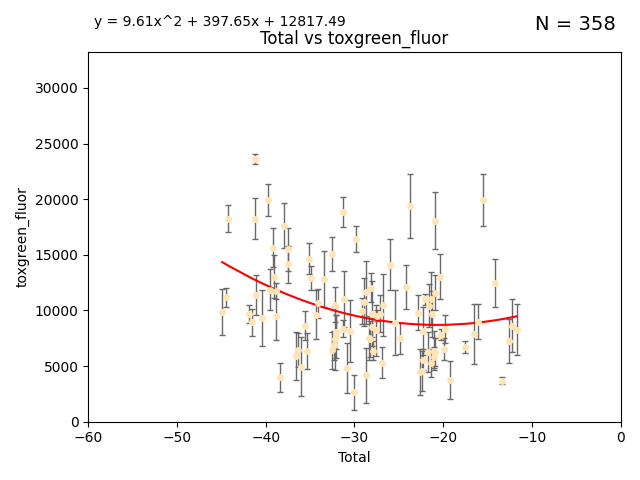 y = 9.61x^2 + 397.65x + 12817.49
N = 358
Total vs toxgreen_fluor
30000
25000
20000
15000
10000
5000
0
toxgreen_fluor
−60 −50 −40 −30 −20 −10 0
Total